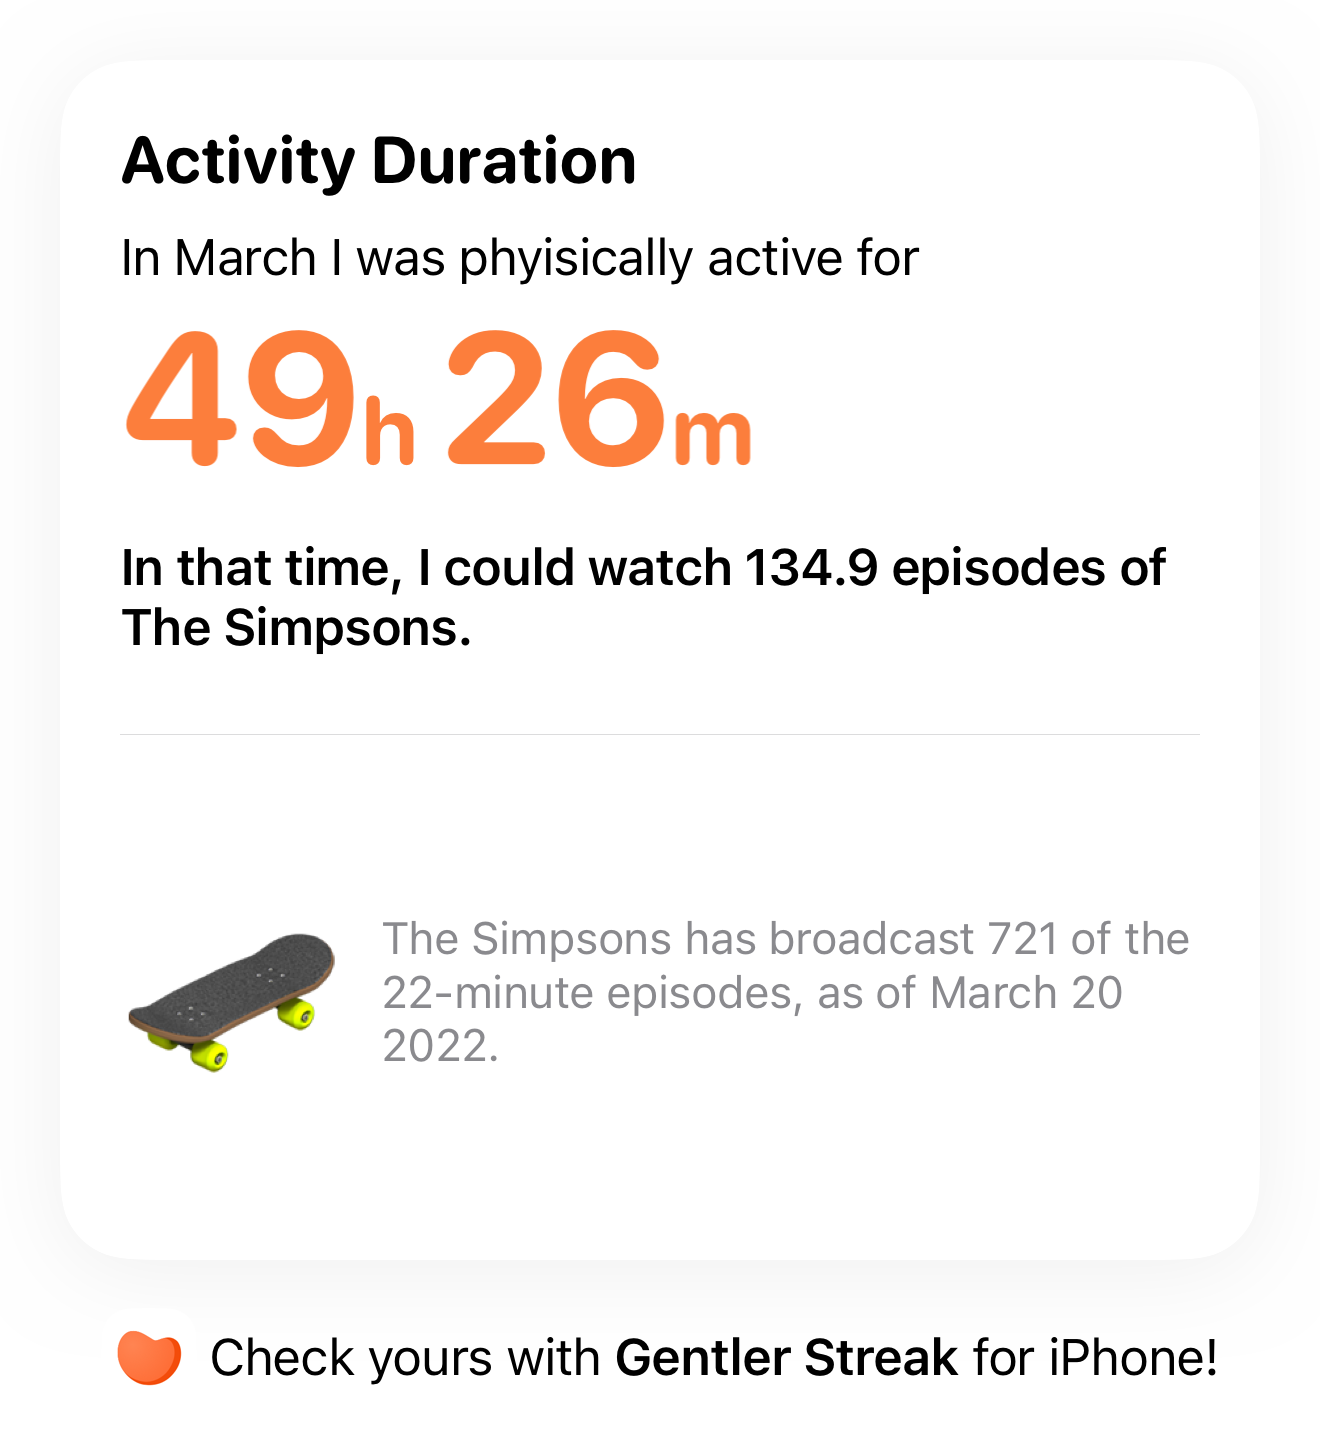 Activity Duration
In March I was phyisically active for
49h 26m
In that time, I could watch 134.9 episodes of
The Simpsons.
The Simpsons has broadcast 721 of the
22-minute episodes, as of March 20
2022.
Check yours with Gentler Streak for iPhone!